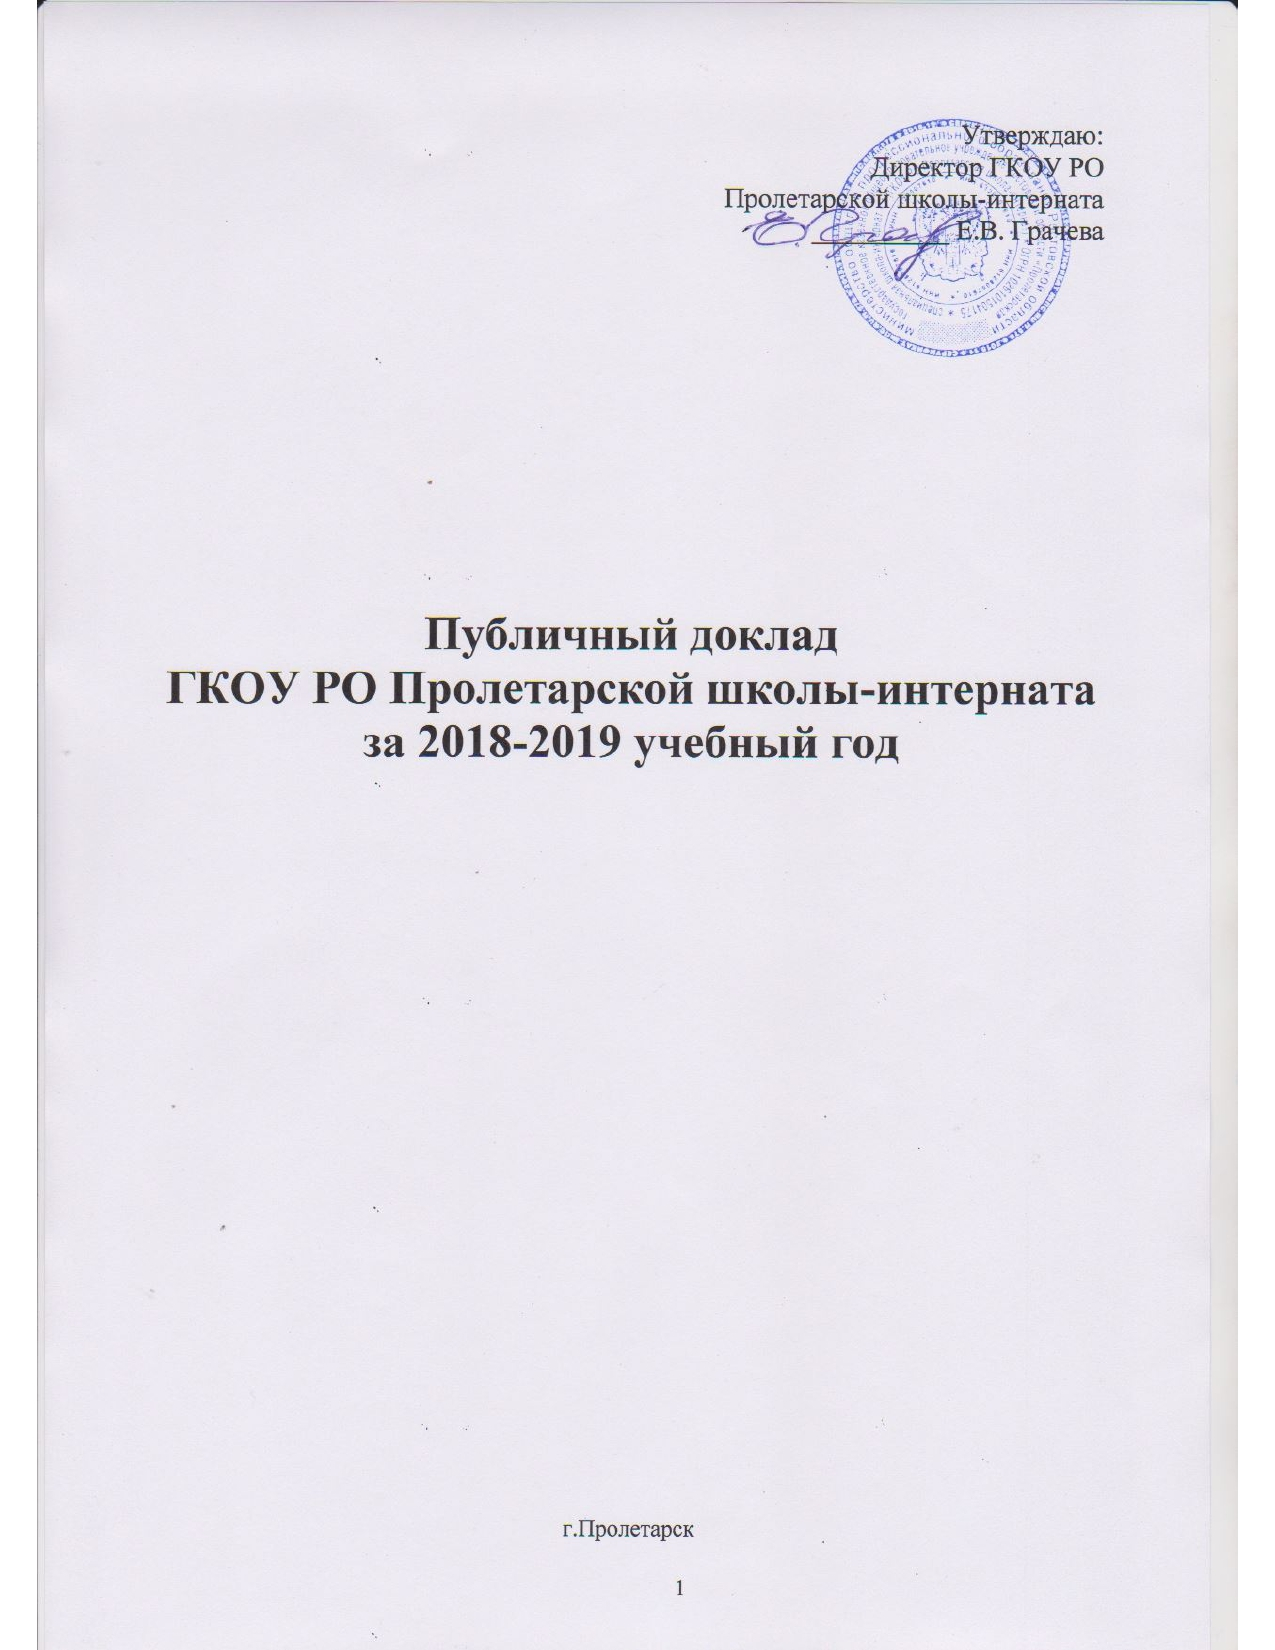 Утверждаю:
Директор ГКОУ РО
Пролетарской школы-интерната
Е.В. Грачева
Публичный доклад
ГКОУ РО Пролетарской школы-интерната
за 2018-2019 учебный год
г.Пролетарск
1